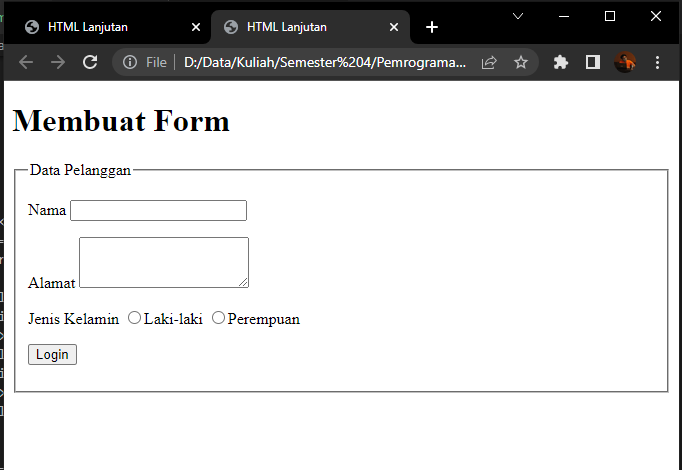 HTML Lanjutan
HTML Lanjutan
File
D:/Data/Kuliah/Semester%204/Pemrograma...
Membuat Form
Data Pelanggan
Nama
Alamat
Jenis Kelamin Laki-laki Perempuan
Login